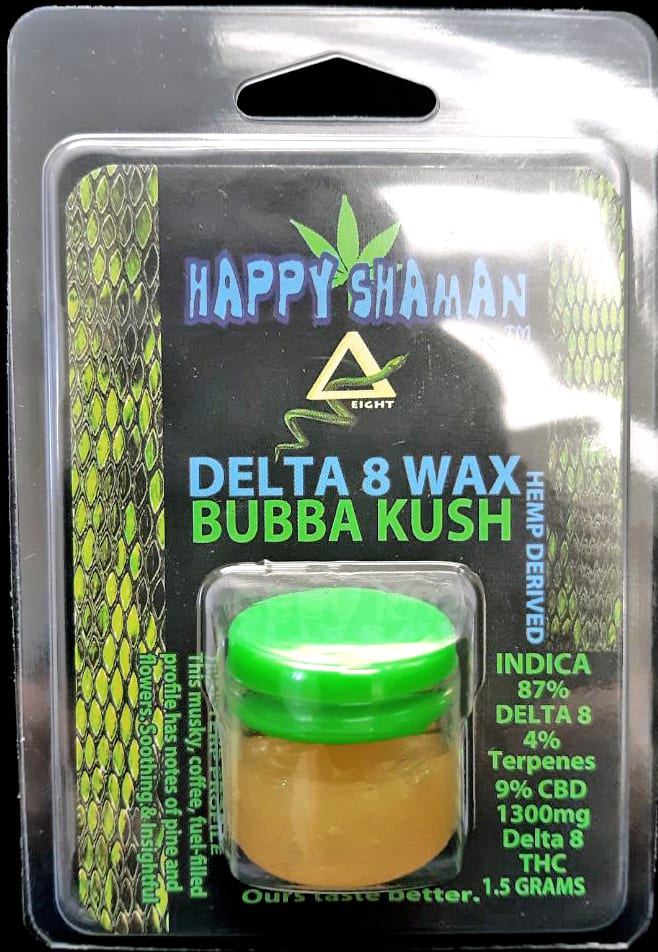 HAPPY SHAMAN
TM
EIGHT
DELTA 8 WAX
BUBBA KUSH
HEMP DERIVED
INDICA
87%
DELTA 8
4%
Terpenes
9% CBD
1300mg
Delta 8
THC
1.5 GRAMS
This musky, coffee, fuel-filled
profile has notes of pine and
flowers. Soothing & Insighful
Ours taste better.